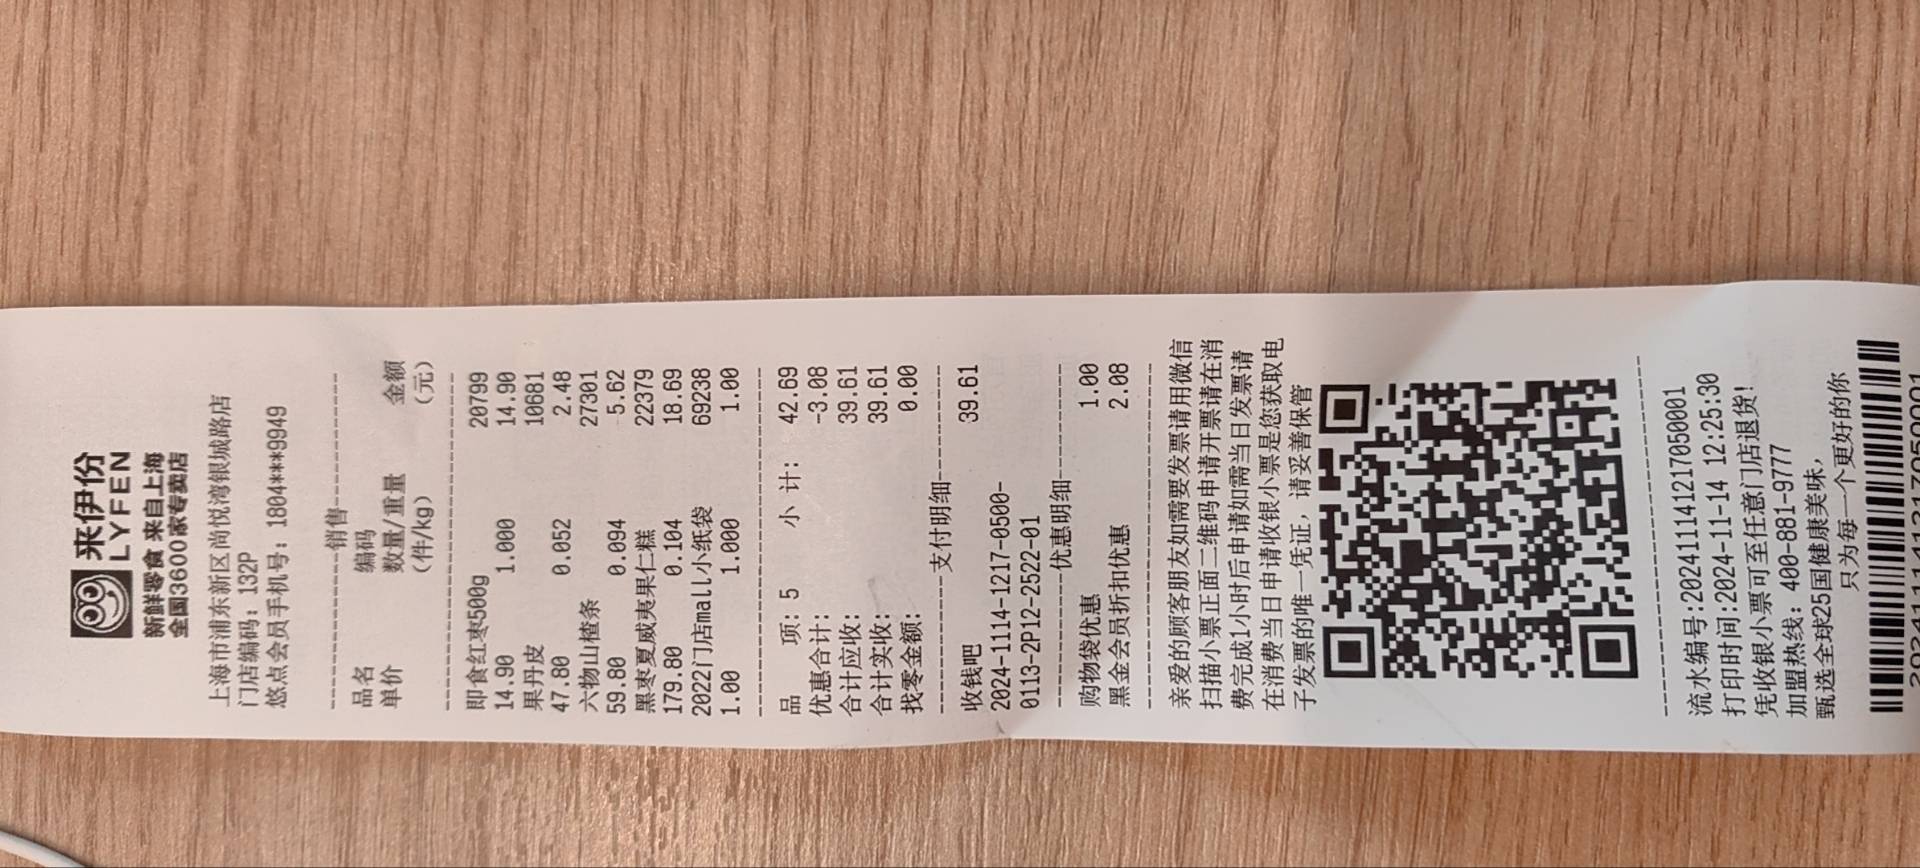 来伊份
LYFEN
新鲜零食 来自上海
全国3600家专卖店
上海市浦东新区尚悦湾银城路店
门店编码: 132P
悠点会员手机号: 1804***9949
----------销售----------
品名 编码 金额
单价 数量/重量 (元)
(件/kg)
即食红枣500g 20799
14.90 1.000 14.90
果丹皮 10681
47.80 0.052 2.48
六物山楂条 27301
59.80 0.094 5.62
黑枣夏威夷果仁糕 22379
179.80 0.104 18.69
2022门店mall小纸袋 69238
1.00 1.000 1.00
品 项: 5 小 计: 42.69
优惠合计: -3.08
合计应收: 39.61
合计实收: 39.61
找零金额: 0.00
----------支付明细----------
收钱吧 39.61
2024-1114-1217-0500-
0113-2P12-2522-01
----------优惠明细----------
购物袋优惠 1.00
黑金会员折扣优惠 2.08
亲爱的顾客朋友如需要发票请用微信
扫描小票正面二维码申请开票请在消
费完成1小时后申请如需当日发票请
在消费当日申请收银小票是您获取电
子发票的唯一凭证, 请妥善保管
流水编号:20241114121705​0001
打印时间:2024-11-14 12:25:30
凭收银小票可至任意门店退货!
加盟热线: 400-881-9777
甄选全球25国健康美味,
只为每一个更好的你